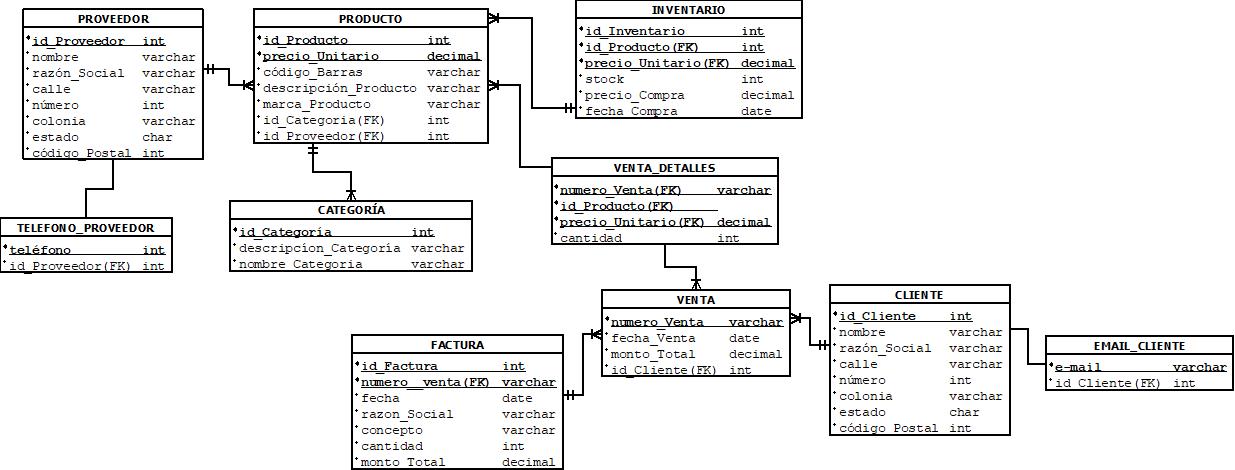 PROVEEDOR
id_Proveedor int
nombre varchar
razón_Social varchar
calle varchar
número int
colonia varchar
estado char
código_Postal int
PRODUCTO
id_Producto int
precio_Unitario decimal
código_Barras varchar
descripción_Producto varchar
marca_Producto varchar
id_Categoria(FK) int
id_Proveedor(FK) int
INVENTARIO
id_Inventario int
id_Producto(FK) int
precio_Unitario(FK) decimal
stock int
precio_Compra decimal
fecha_Compra date
TELEFONO_PROVEEDOR
teléfono int
id_Proveedor(FK) int
CATEGORÍA
id_Categoría int
descripcíon_Categoría varchar
nombre_Categoria varchar
VENTA_DETALLES
numero_Venta(FK) varchar
id_Producto(FK)
precio_Unitario(FK) decimal
cantidad int
FACTURA
id_Factura int
numero__venta(FK) varchar
fecha date
razon_Social varchar
concepto varchar
cantidad int
monto_Total decimal
VENTA
numero_Venta varchar
fecha_Venta date
monto_Total decimal
id_Cliente(FK) int
CLIENTE
id_Cliente int
nombre varchar
razón_Social varchar
calle varchar
número int
colonia varchar
estado char
código_Postal int
EMAIL_CLIENTE
e-mail varchar
id_Cliente(FK) int